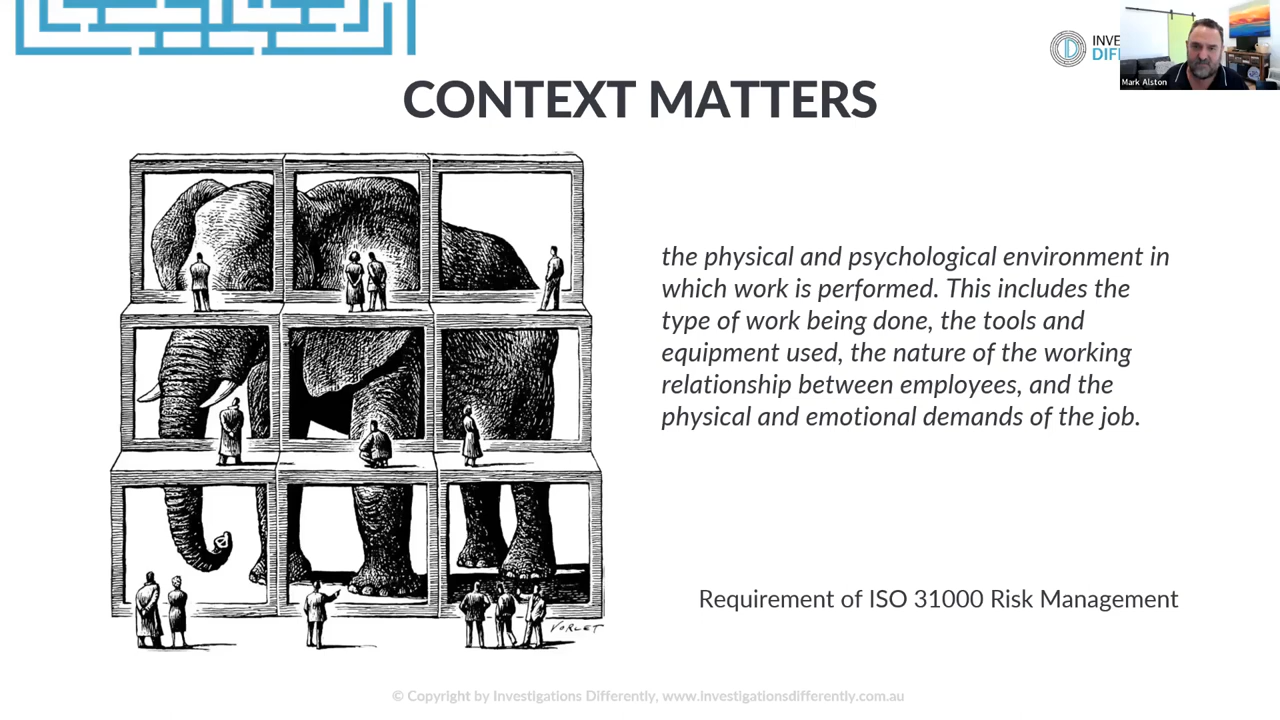 INVE
DIF
Mark Alston
CONTEXT MATTERS
the physical and psychological environment in
which work is performed. This includes the
type of work being done, the tools and
equipment used, the nature of the working
relationship between employees, and the
physical and emotional demands of the job.
VORLET
Requirement of ISO 31000 Risk Management
© Copyright by Investigations Differently, www.investigationsdifferently.com.au